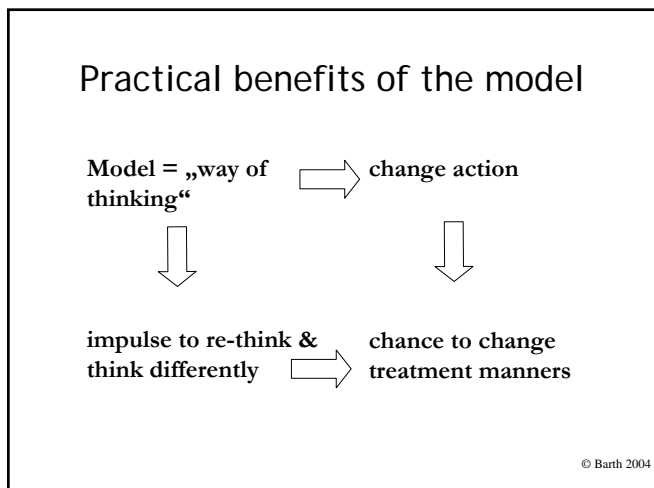 Practical benefits of the model
Model = „way of
thinking“
change action
impulse to re-think &
think differently
chance to change
treatment manners
© Barth 2004